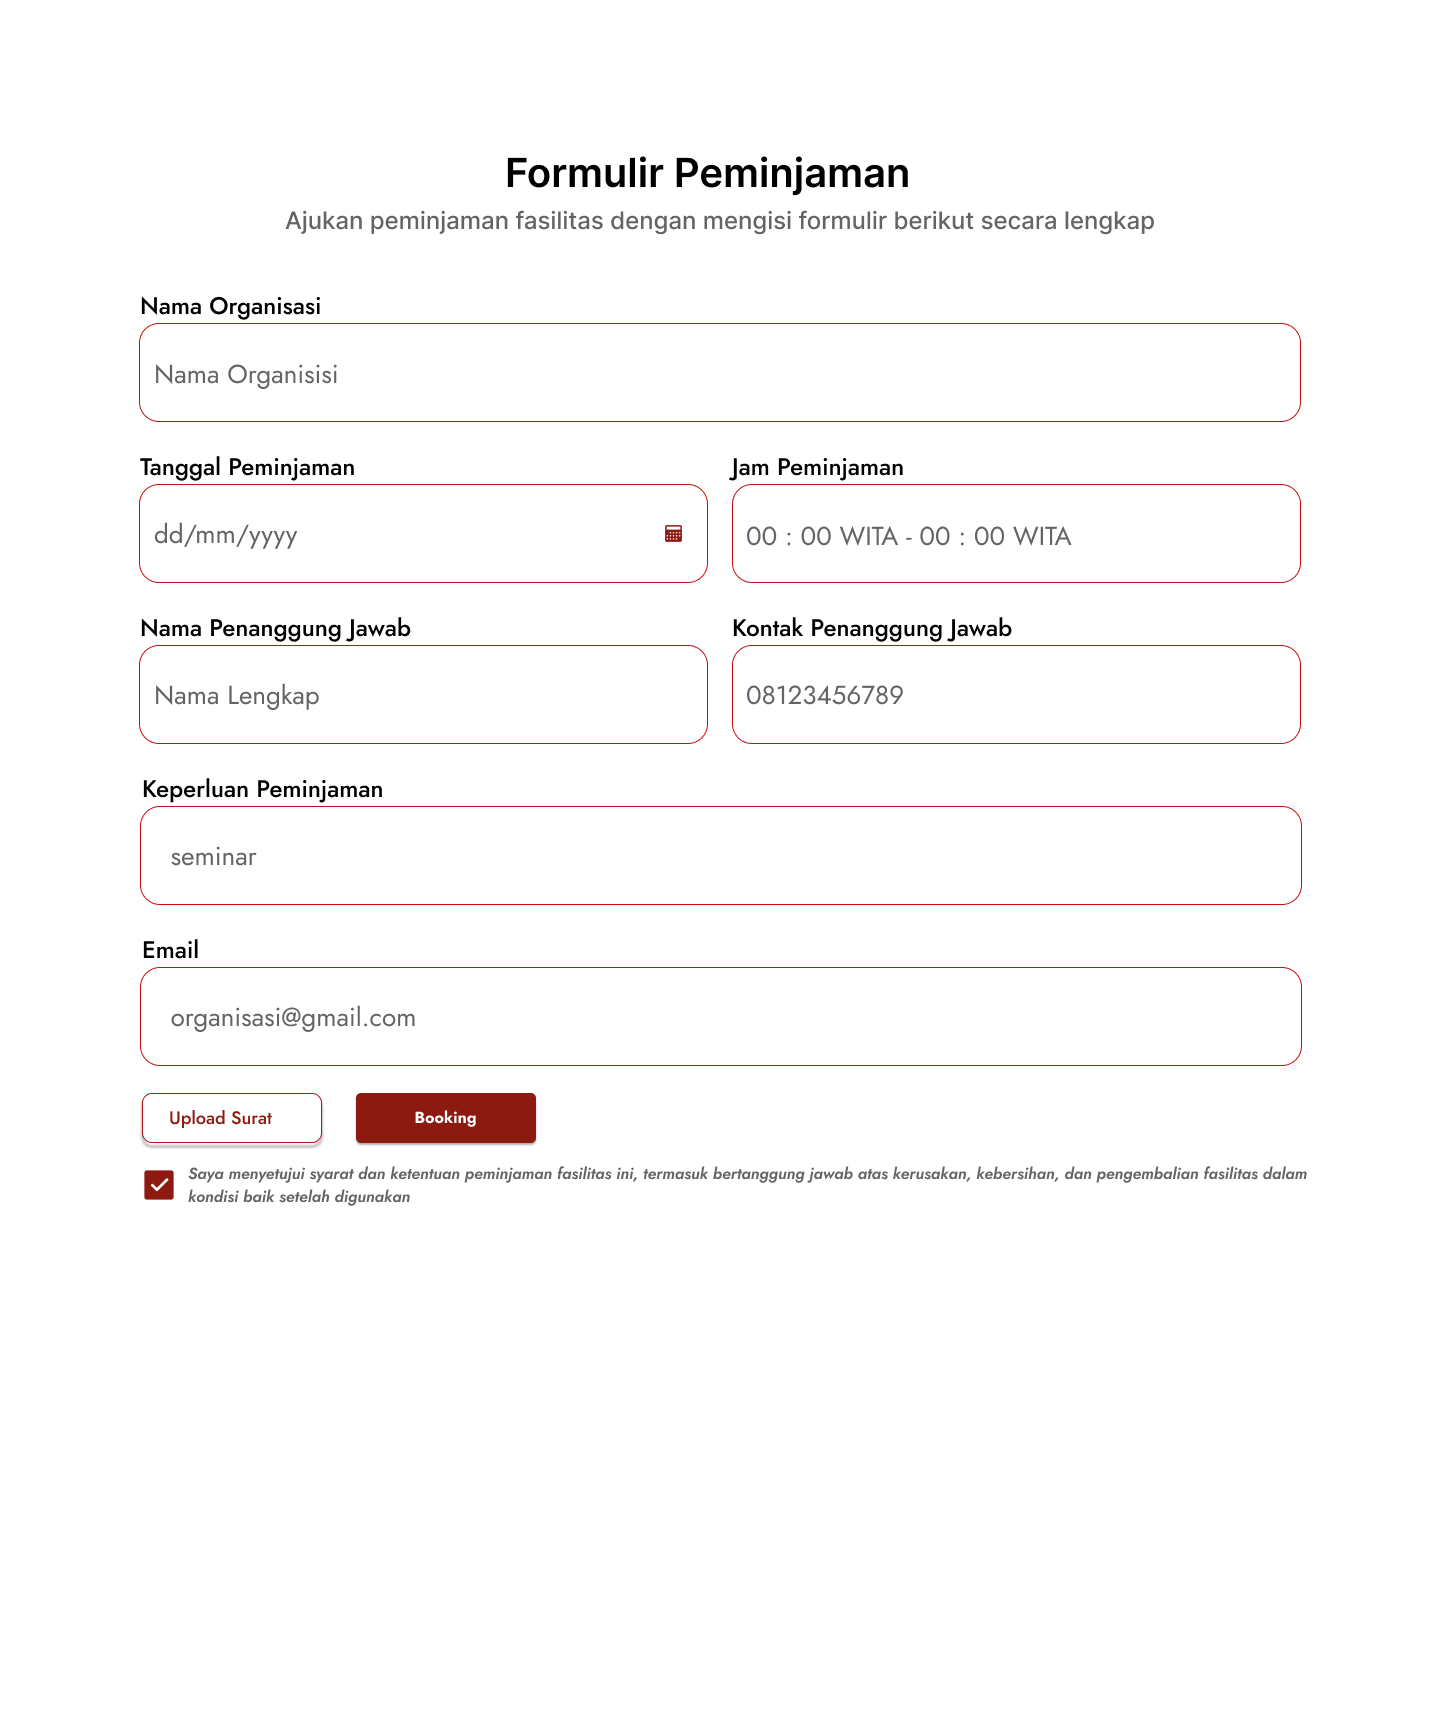 Formulir Peminjaman
Ajukan peminjaman fasilitas dengan mengisi formulir berikut secara lengkap
Nama Organisasi
Nama Organisisi
Tanggal Peminjaman
dd/mm/yyyy
Jam Peminjaman
00 : 00 WITA - 00 : 00 WITA
Nama Penanggung Jawab
Nama Lengkap
Kontak Penanggung Jawab
08123456789
Keperluan Peminjaman
seminar
Email
organisasi@gmail.com
Upload Surat
Booking
Saya menyetujui syarat dan ketentuan peminjaman fasilitas ini, termasuk bertanggung jawab atas kerusakan, kebersihan, dan pengembalian fasilitas dalam
kondisi baik setelah digunakan